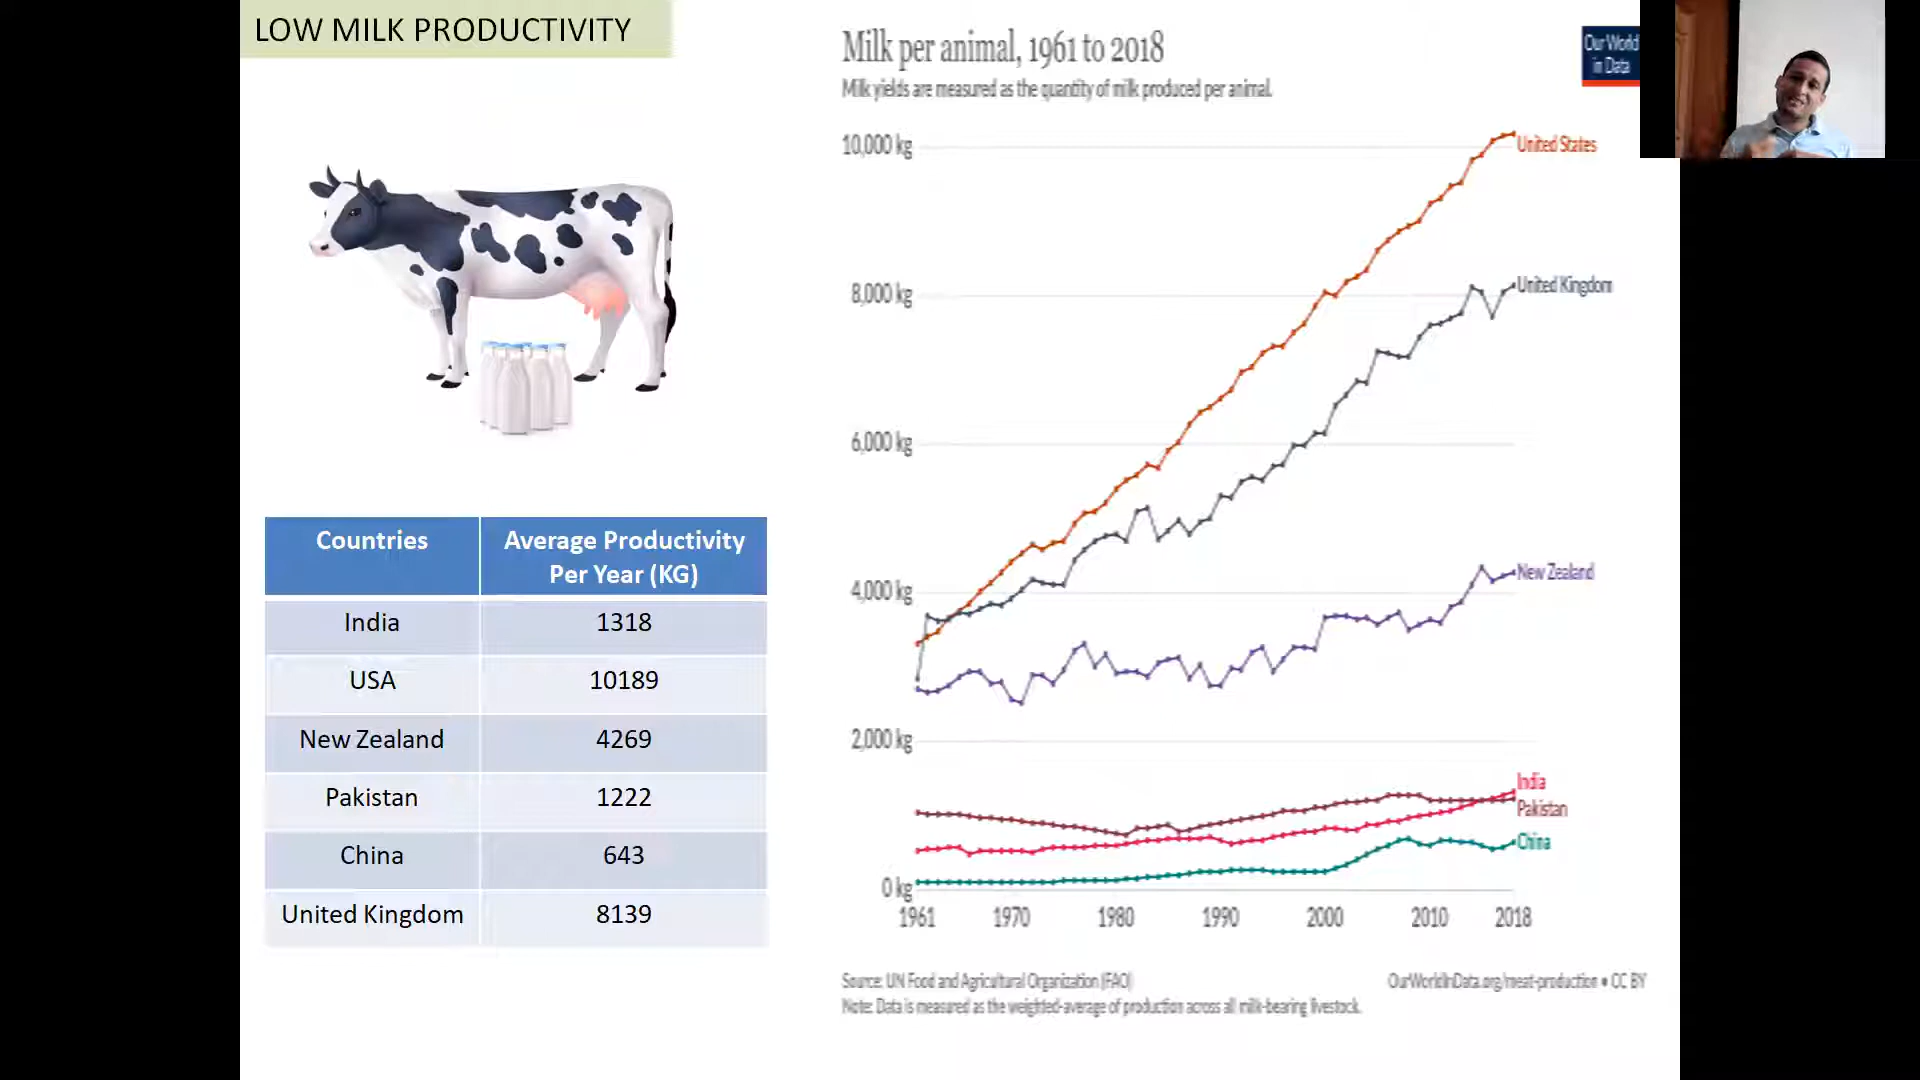 LOW MILK PRODUCTIVITY
Milk per animal, 1961 to 2018
Milk yields are measured as the quantity of milk produced per animal.
Our World
in Data
10,000 kg
8,000 kg
6,000 kg
4,000 kg
2,000 kg
0 kg
United States
United Kingdom
New Zealand
India
Pakistan
China
1961 1970 1980 1990 2000 2010 2018
Source: UN Food and Agricultural Organization (FAO)
OurWorldInData.org/meat-production • CC BY
Note: Data is measured as the weighted-average of production across all milk-bearing livestock.
Countries Average Productivity
Per Year (KG)
India 1318
USA 10189
New Zealand 4269
Pakistan 1222
China 643
United Kingdom 8139